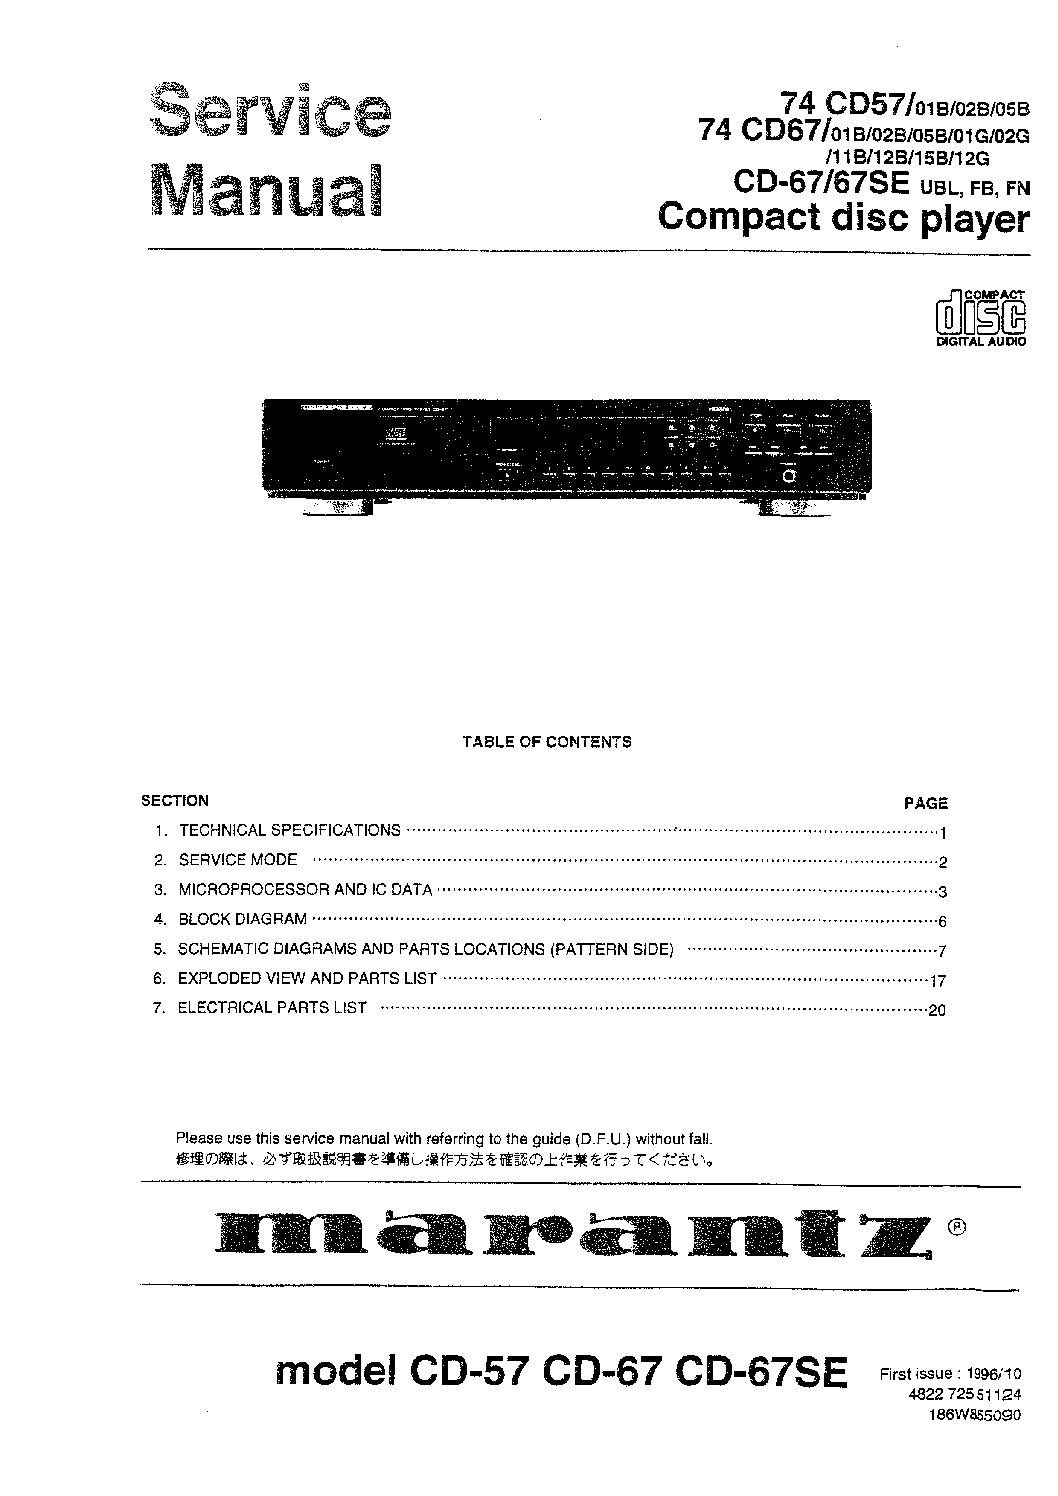 Service
Manual
74 CD57/01B/02B/05B
74 CD67/01B/02B/05B/01G/02G
/11B/12B/15B/12G
CD-67/67SE UBL, FB, FN
Compact disc player
COMPACT
disc
DIGITAL AUDIO
TABLE OF CONTENTS
SECTION PAGE
1. TECHNICAL SPECIFICATIONS 1
2. SERVICE MODE 2
3. MICROPROCESSOR AND IC DATA 3
4. BLOCK DIAGRAM 6
5. SCHEMATIC DIAGRAMS AND PARTS LOCATIONS (PATTERN SIDE) 7
6. EXPLODED VIEW AND PARTS LIST 17
7. ELECTRICAL PARTS LIST 20
Please use this service manual with referring to the guide (D.F.U.) without fail.
修理の際は、必ず取扱説明書を準備し操作方法を確認の上作業を行ってください。
marantz®
model CD-57 CD-67 CD-67SE
First issue : 1996/10
4822 725 51124
186W855090